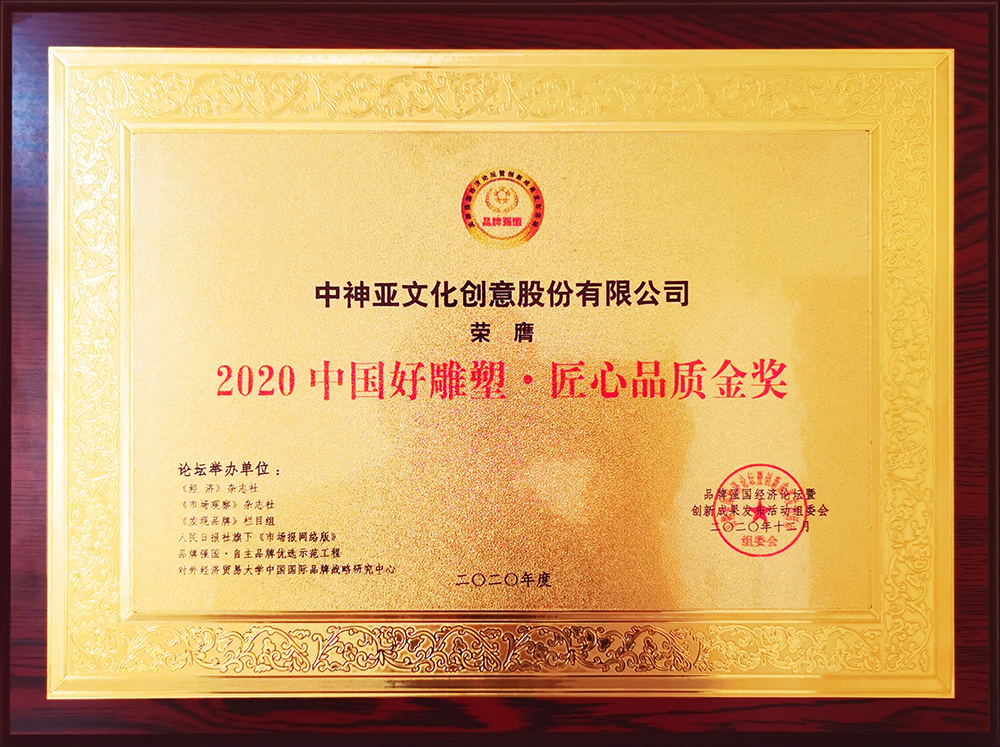 品牌强国
中神亚文化创意股份有限公司
荣 膺
2020 中国好雕塑·匠心品质金奖
论坛举办单位：
《经 济》杂志社
《市场观察》杂志社
《发现品牌》栏目组
人民日报社旗下《市场报网络版》
品牌强国·自主品牌优选示范工程
对外经济贸易大学中国国际品牌战略研究中心
品牌强国经济论坛暨
创新成果发布活动组委会
二〇二〇年十 月
组委会
二〇二〇年度